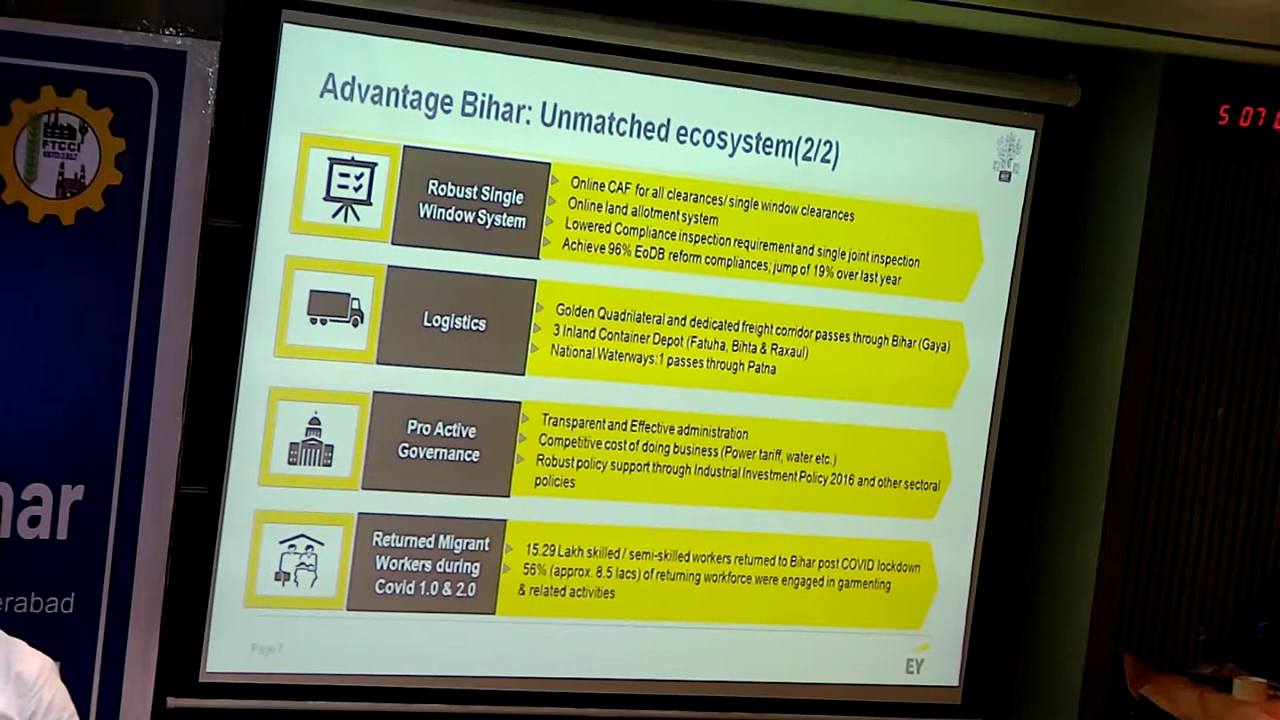 Advantage Bihar: Unmatched ecosystem(2/2)
Robust Single
Window System
Online CAF for all clearances/ single window clearances
Online land allotment system
Lowered Compliance inspection requirement and single joint inspection
Achieve 96% EoDB reform compliances; jump of 19% over last year
Logistics
Golden Quadrilateral and dedicated freight corridor passes through Bihar (Gaya)
3 Inland Container Depot (Fatuha, Bihta & Raxaul)
National Waterways:1 passes through Patna
Pro Active
Governance
Transparent and Effective administration
Competitive cost of doing business (Power tariff, water etc.)
Robust policy support through Industrial Investment Policy 2016 and other sectoral
policies
Returned Migrant
Workers during
Covid 1.0 & 2.0
15.29 Lakh skilled / semi-skilled workers returned to Bihar post COVID lockdown
56% (approx. 8.5 lacs) of returning workforce were engaged in garmenting
& related activities
Page 7
EY
FTCCI
nar
erabad
5 07